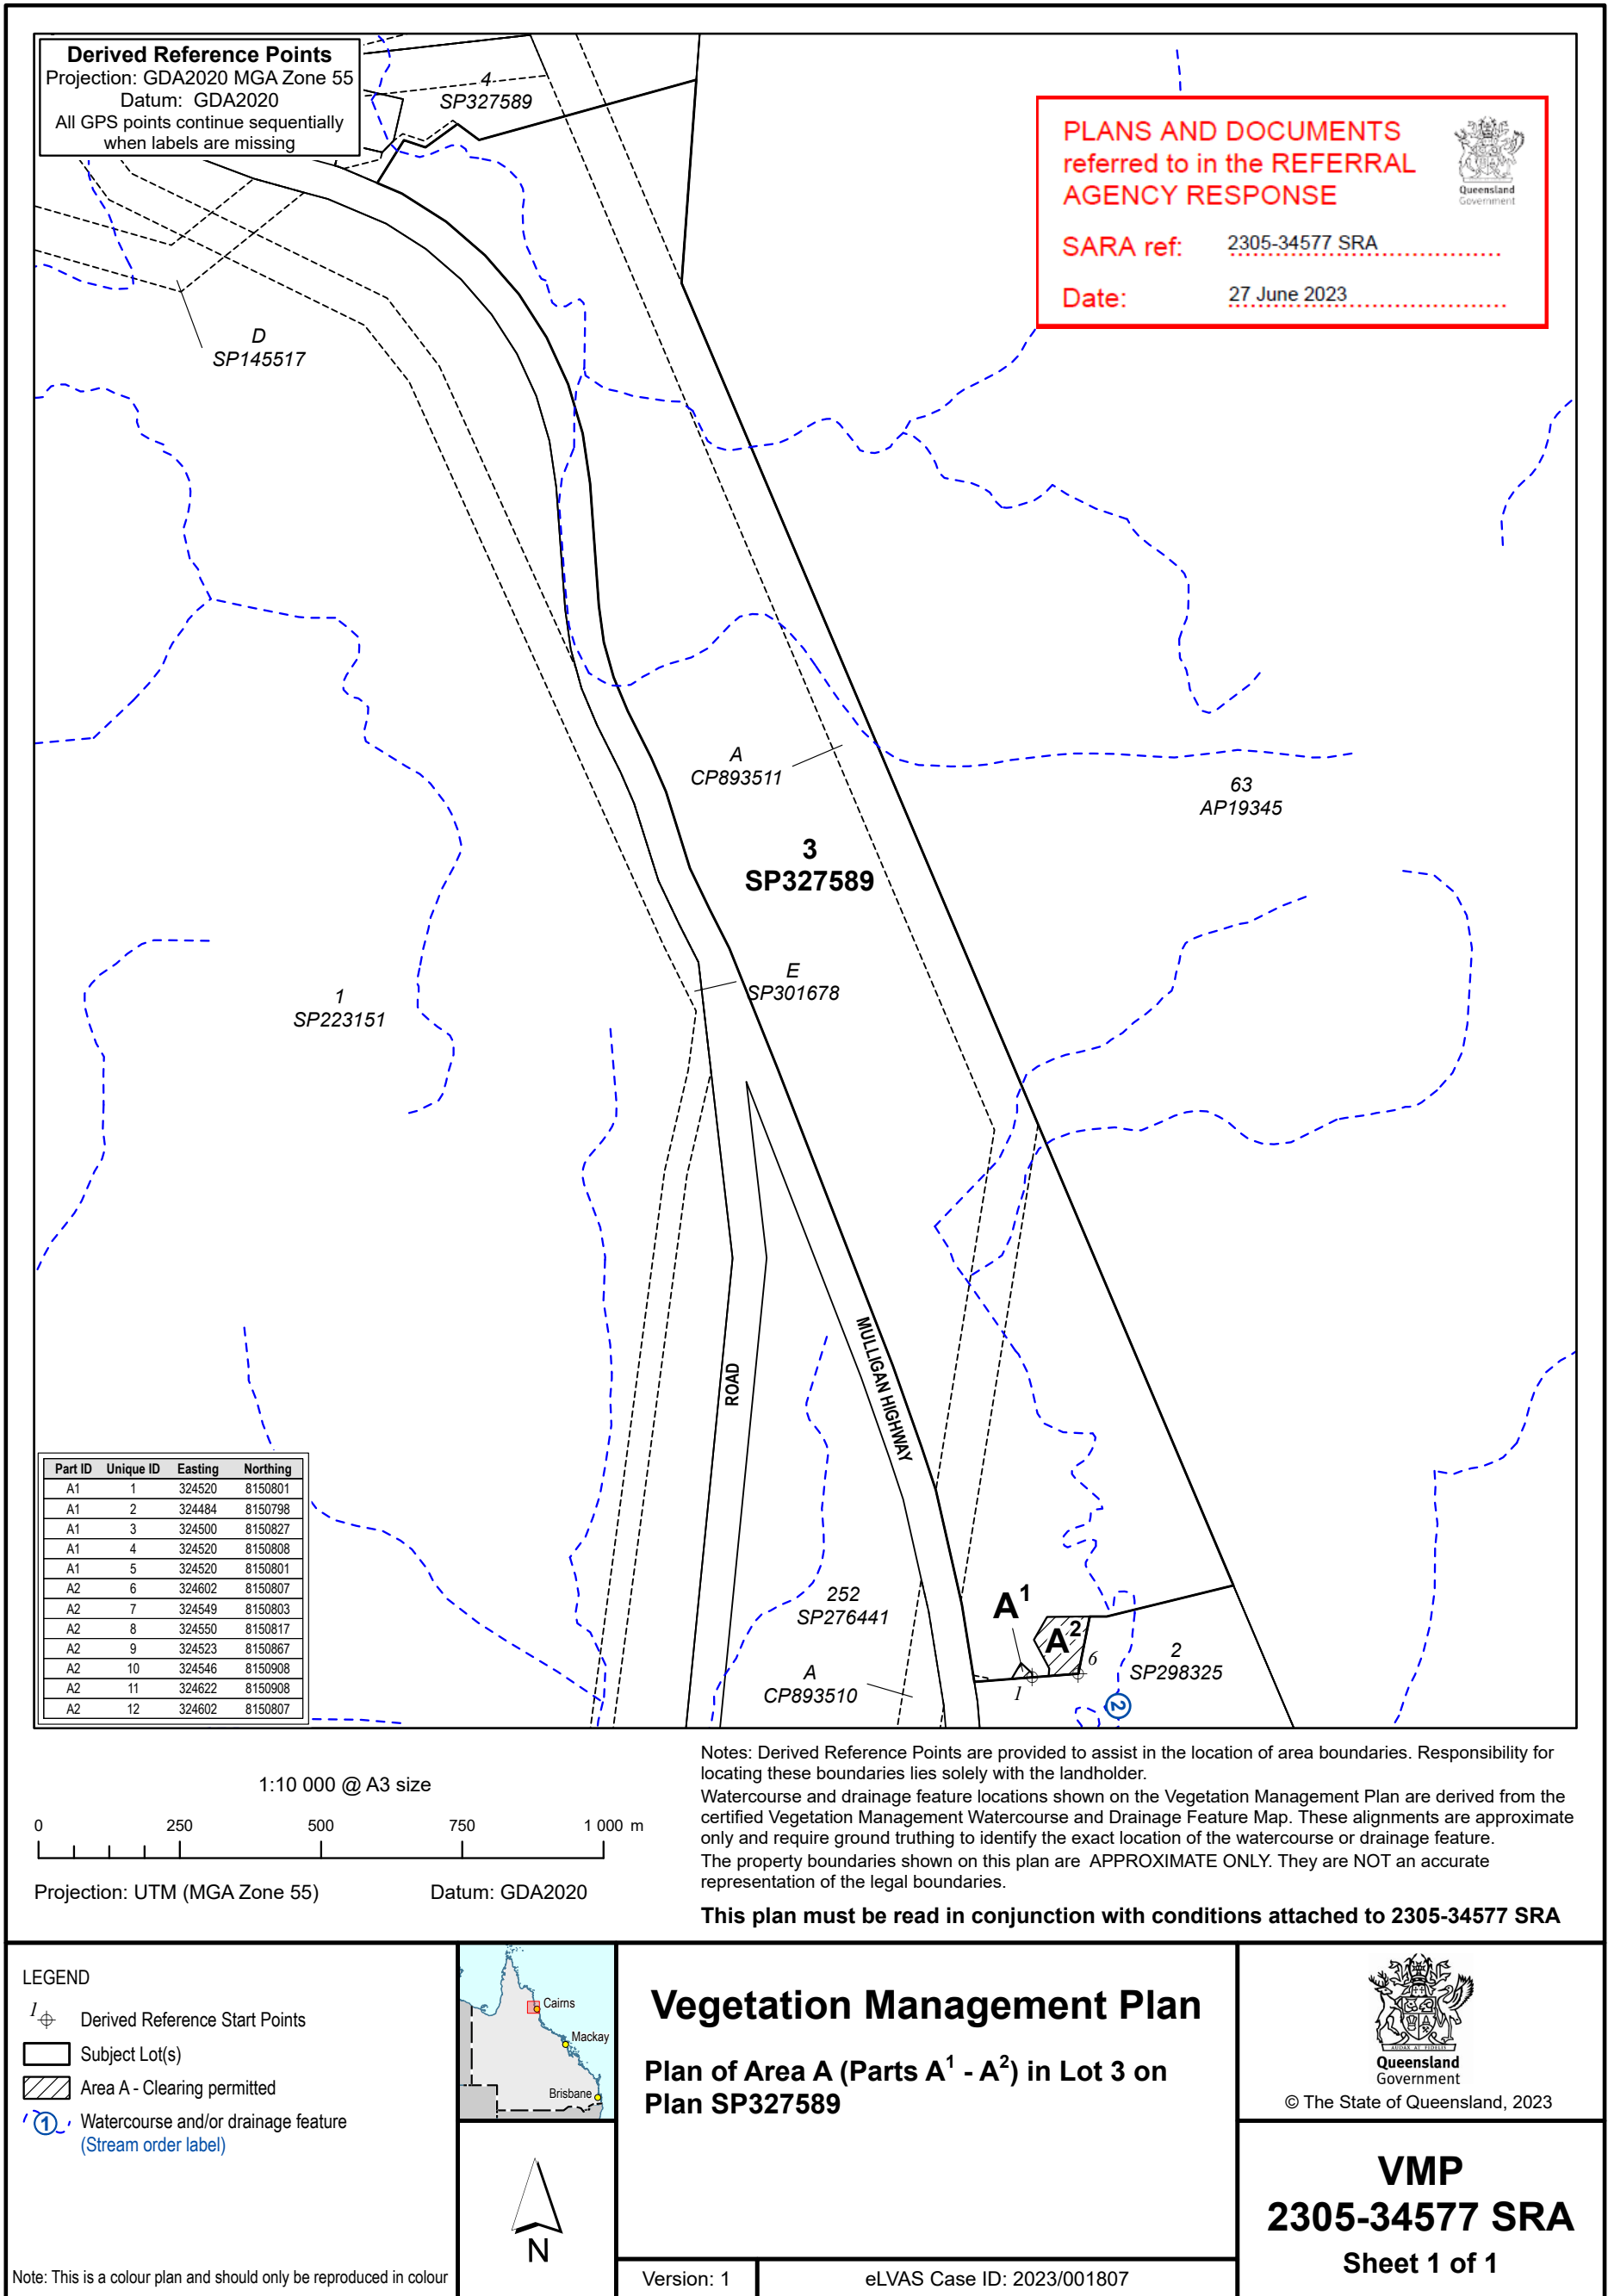 Derived Reference Points
Projection: GDA2020 MGA Zone 55
Datum: GDA2020
All GPS points continue sequentially
when labels are missing
4
SP327589
PLANS AND DOCUMENTS
referred to in the REFERRAL
AGENCY RESPONSE
Queensland
Government
SARA ref: 2305-34577 SRA
Date: 27 June 2023
D
SP145517
A
CP893511
63
AP19345
3
SP327589
E
SP301678
1
SP223151
ROAD
MULLIGAN HIGHWAY
Part ID Unique ID Easting Northing
A1 1 324520 8150801
A1 2 324484 8150798
A1 3 324500 8150827
A1 4 324520 8150808
A1 5 324520 8150801
A2 6 324602 8150807
A2 7 324549 8150803
A2 8 324550 8150817
A2 9 324523 8150867
A2 10 324546 8150908
A2 11 324622 8150908
A2 12 324602 8150807
252
SP276441
A
CP893510
A1
A2
6
1
2
SP298325
2
1:10 000 @ A3 size
0 250 500 750 1 000 m
Projection: UTM (MGA Zone 55) Datum: GDA2020
Notes: Derived Reference Points are provided to assist in the location of area boundaries. Responsibility for
locating these boundaries lies solely with the landholder.
Watercourse and drainage feature locations shown on the Vegetation Management Plan are derived from the
certified Vegetation Management Watercourse and Drainage Feature Map. These alignments are approximate
only and require ground truthing to identify the exact location of the watercourse or drainage feature.
The property boundaries shown on this plan are APPROXIMATE ONLY. They are NOT an accurate
representation of the legal boundaries.
This plan must be read in conjunction with conditions attached to 2305-34577 SRA
LEGEND
1 Derived Reference Start Points
Subject Lot(s)
Area A - Clearing permitted
1 Watercourse and/or drainage feature
(Stream order label)
Note: This is a colour plan and should only be reproduced in colour
Cairns
Mackay
Brisbane
N
Vegetation Management Plan
Plan of Area A (Parts A1 - A2) in Lot 3 on
Plan SP327589
Version: 1
eLVAS Case ID: 2023/001807
AUDAX AT FIDELIS
Queensland
Government
© The State of Queensland, 2023
VMP
2305-34577 SRA
Sheet 1 of 1